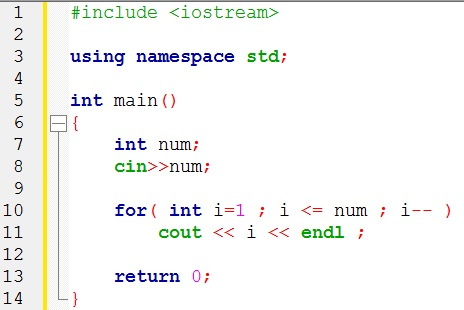 1 #include <iostream>
2
3 using namespace std;
4
5 int main()
6 {
7 int num;
8 cin>>num;
9
10 for( int i=1 ; i <= num ; i-- )
11 cout << i << endl ;
12
13 return 0;
14 }